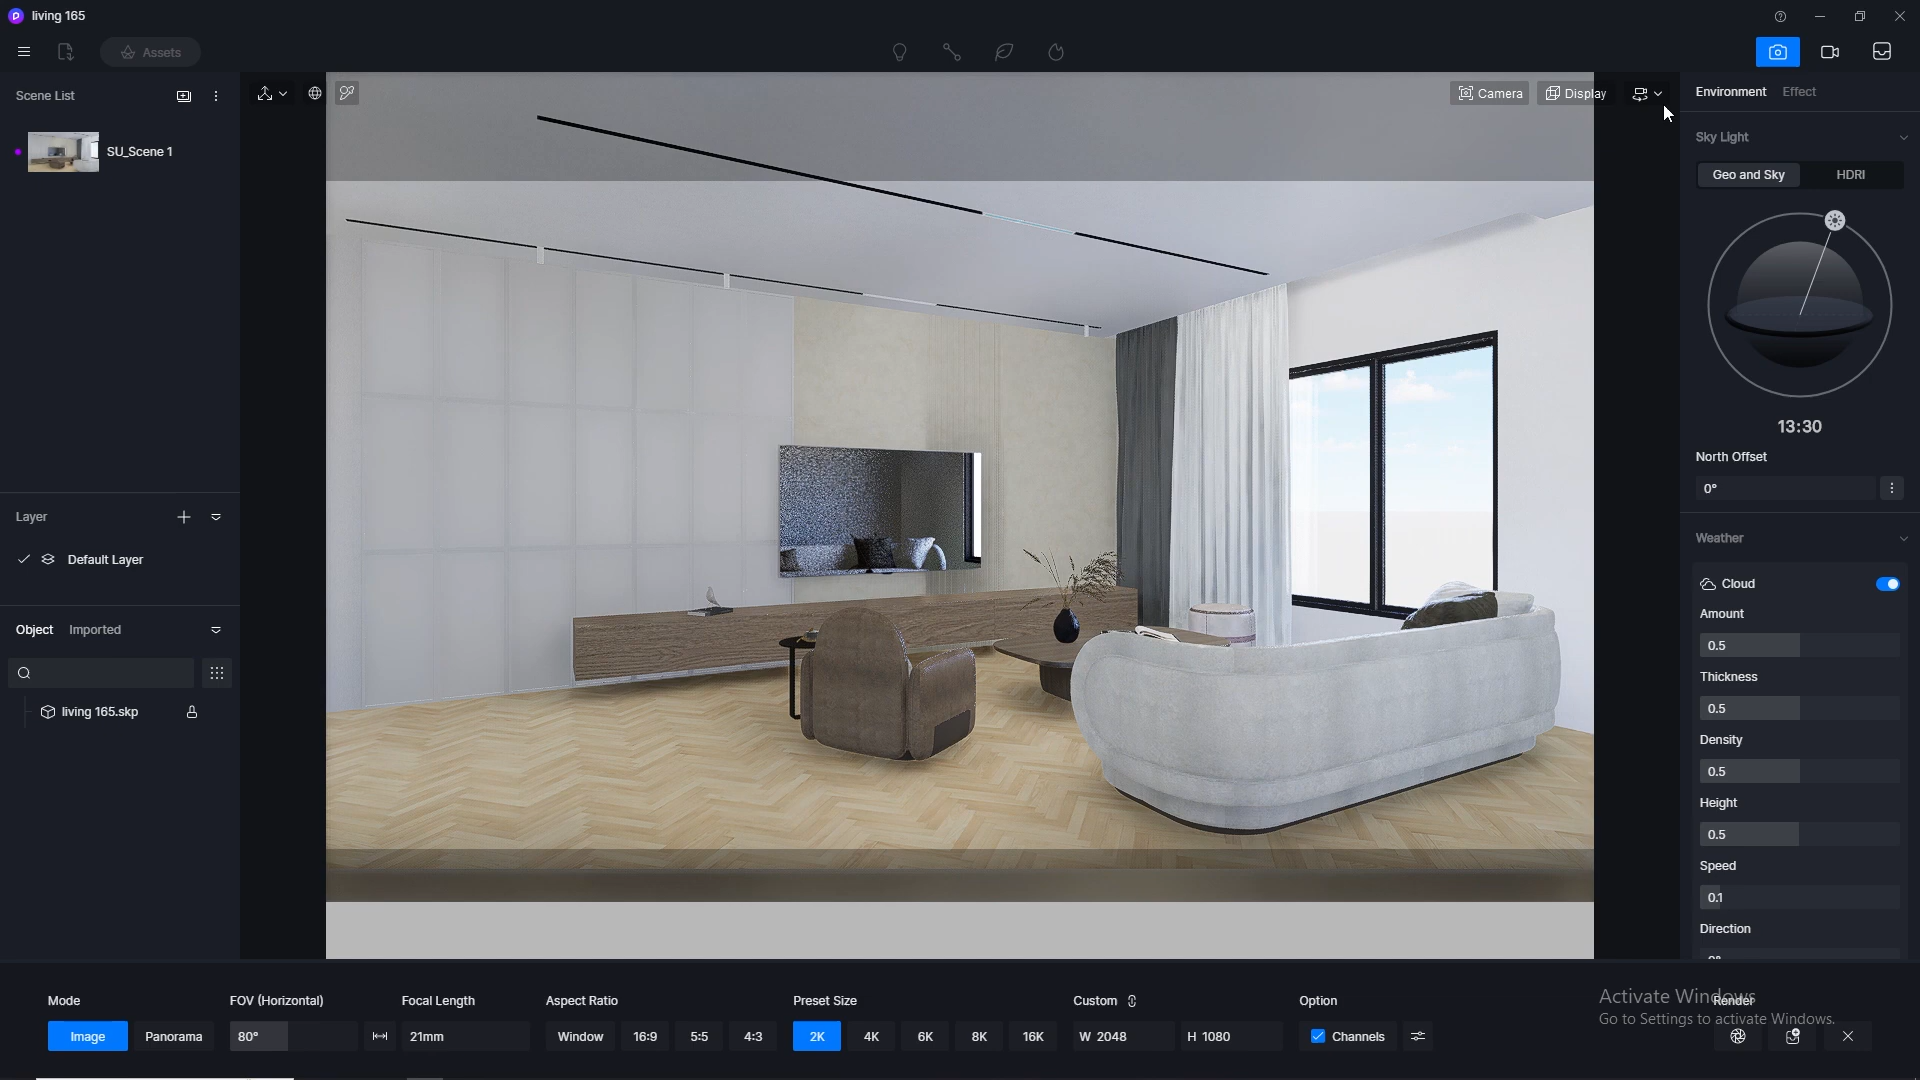 living 165
Assets
Scene List
SU_Scene 1
Camera
Display
Environment Effect
Sky Light
Geo and Sky HDRI
13:30
North Offset
0°
Layer
Default Layer
Weather
Cloud
Amount
0.5
Object Imported
Thickness
0.5
living 165.skp
Density
0.5
Height
0.5
Speed
0.1
Direction
Mode
FOV (Horizontal)
Focal Length
Aspect Ratio
Preset Size
Custom
Option
Render
Activate Windows
Go to Settings to activate Windows.
Image Panorama 80° 21mm Window 16:9 5:5 4:3 2K 4K 6K 8K 16K W 2048 H 1080 Channels